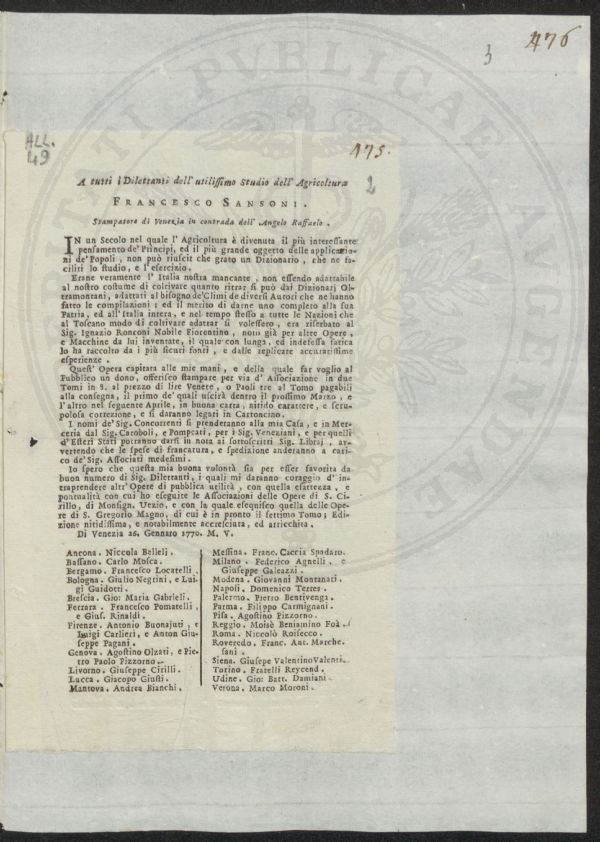 476
3
ALL.
49
475.
2
A tutti i Dilettanti dell' utilissimo Studio dell' Agricoltura
FRANCESCO SANSONI.
Stampatore di Venezia in contrada dell' Angelo Raffaelo.
IN un Secolo nel quale l' Agricoltura è divenuta il più interessante
pensamento de' Principi, ed il più grande oggetto delle applicazio-
ni de' Popoli, non può riuscir che grato un Dizionario, che ne fa-
ciliti lo studio, e l' esercizio.
Erane veramente l' Italia nostra mancante, non essendo adattabile
al nostro costume di coltivare quanto ritrar si può dai Dizionarj Ol-
tramontani, adattati al bisogno de' Climi de diversi Autori che ne hanno
fatto le compilazioni; ed il merito di darne uno completo alla sua
Patria, ed all' Italia intera, e nel tempo stesso a tutte le Nazioni che
al Toscano modo di coltivare adattar si volessero, era riserbato al
Sig. Ignazio Ronconi Nobile Fiorentino, noto già per altre Opere,
e Macchine da lui inventate, il quale con lunga, ed indefessa fatica
lo ha raccolto da i più sicuri fonti, e dalle replicate accuratissime
esperienze.
Quest' Opera capitata alle mie mani, e della quale far voglio al
Pubblico un dono, offerisco stampare per via d' Associazione in due
Tomi in 8. al prezzo di lire Venete, o Paoli tre al Tomo pagabili
alla consegna, il primo de' quali uscirà dentro il prossimo Marzo, e
l' altro nel seguente Aprile, in buona carta, nitido carattere, e scru-
polosa correzione, e si daranno legati in Cartoncino.
I nomi de' Sig. Concorrenti si prenderanno alla mia Casa, e in Mer-
ceria dal Sig. Caroboli, e Pompeati, per i Sig. Veneziani, e per quelli
d' Esteri Stati potranno darsi in nota ai sottoscritti Sig. Libraj, av-
vertendo che le spese di francatura, e spedizione anderanno a cari-
co de' Sig. Associati medesimi.
Io spero che questa mia buona volontà sia per esser favorita da
buon numero di Sig. Dilettanti, i quali mi daranno coraggio d' in-
traprendere altr' Opere di pubblica utilità, con quella esattezza, e
pontualità con cui ho eseguite le Associazioni delle Opere di S. Ci-
rillo, di Monsign. Uezio, e con la quale eseguisco quella delle Ope-
re di S. Gregorio Magno, di cui è in pronto il settimo Tomo; Edi-
zione nitidissima, e notabilmente accresciuta, ed arricchita.
Di Venezia 26. Gennaro 1770. M. V.
Ancona. Niccola Belleli.
Bassano. Carlo Mosca.
Bergamo. Francesco Locatelli.
Bologna. Giulio Negrini, e Lui-
gi Guidotti.
Brescia. Gio: Maria Gabrieli.
Ferrara. Francesco Pomatelli,
e Gius. Rinaldi.
Firenze. Antonio Buonajuti, e
Luigi Carlieri, e Anton Giu-
seppe Pagani.
Genova. Agostino Olzati, e Pie-
tro Paolo Pizzorno.
Livorno. Giuseppe Cirilli.
Lucca. Giacopo Giusti.
Mantova. Andrea Bianchi.
Messina. Franc. Caccia Spadaro.
Milano. Federico Agnelli, e
Giuseppe Galeazzi.
Modena. Giovanni Montanari.
Napoli. Domenico Terres.
Palermo. Pietro Bentivenga.
Parma. Filippo Carmignani.
Pisa. Agostino Pizzorno.
Reggio. Moisè Beniamino Foà.
Roma. Niccolò Roisecco.
Roveredo. Franc. Ant. Marche-
sani.
Siena. Giusepe Valentino Valenti.
Torino. Fratelli Reycend.
Udine. Gio: Batt. Damiani.
Verona. Marco Moroni.